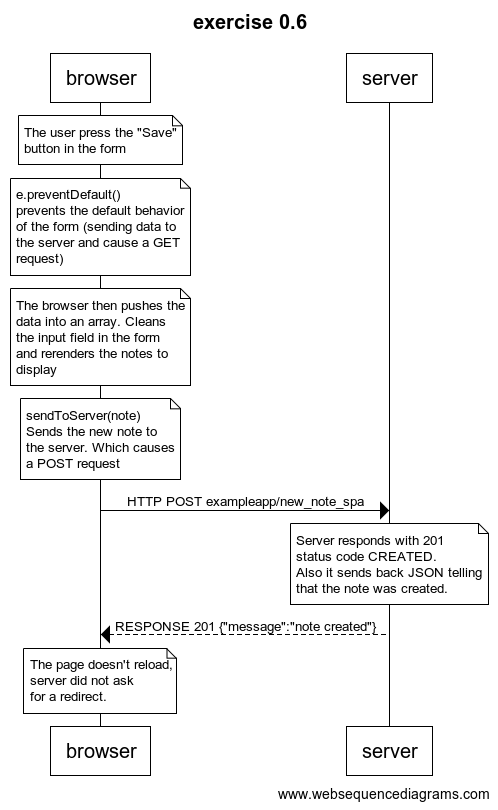 exercise 0.6
browser
server
The user press the "Save"
button in the form
e.preventDefault()
prevents the default behavior
of the form (sending data to
the server and cause a GET
request)
The browser then pushes the
data into an array. Cleans
the input field in the form
and rerenders the notes to
display
sendToServer(note)
Sends the new note to
the server. Which causes
a POST request
HTTP POST exampleapp/new_note_spa
Server responds with 201
status code CREATED.
Also it sends back JSON telling
that the note was created.
RESPONSE 201 {"message":"note created"}
The page doesn't reload,
server did not ask
for a redirect.
browser
server
www.websequencediagrams.com